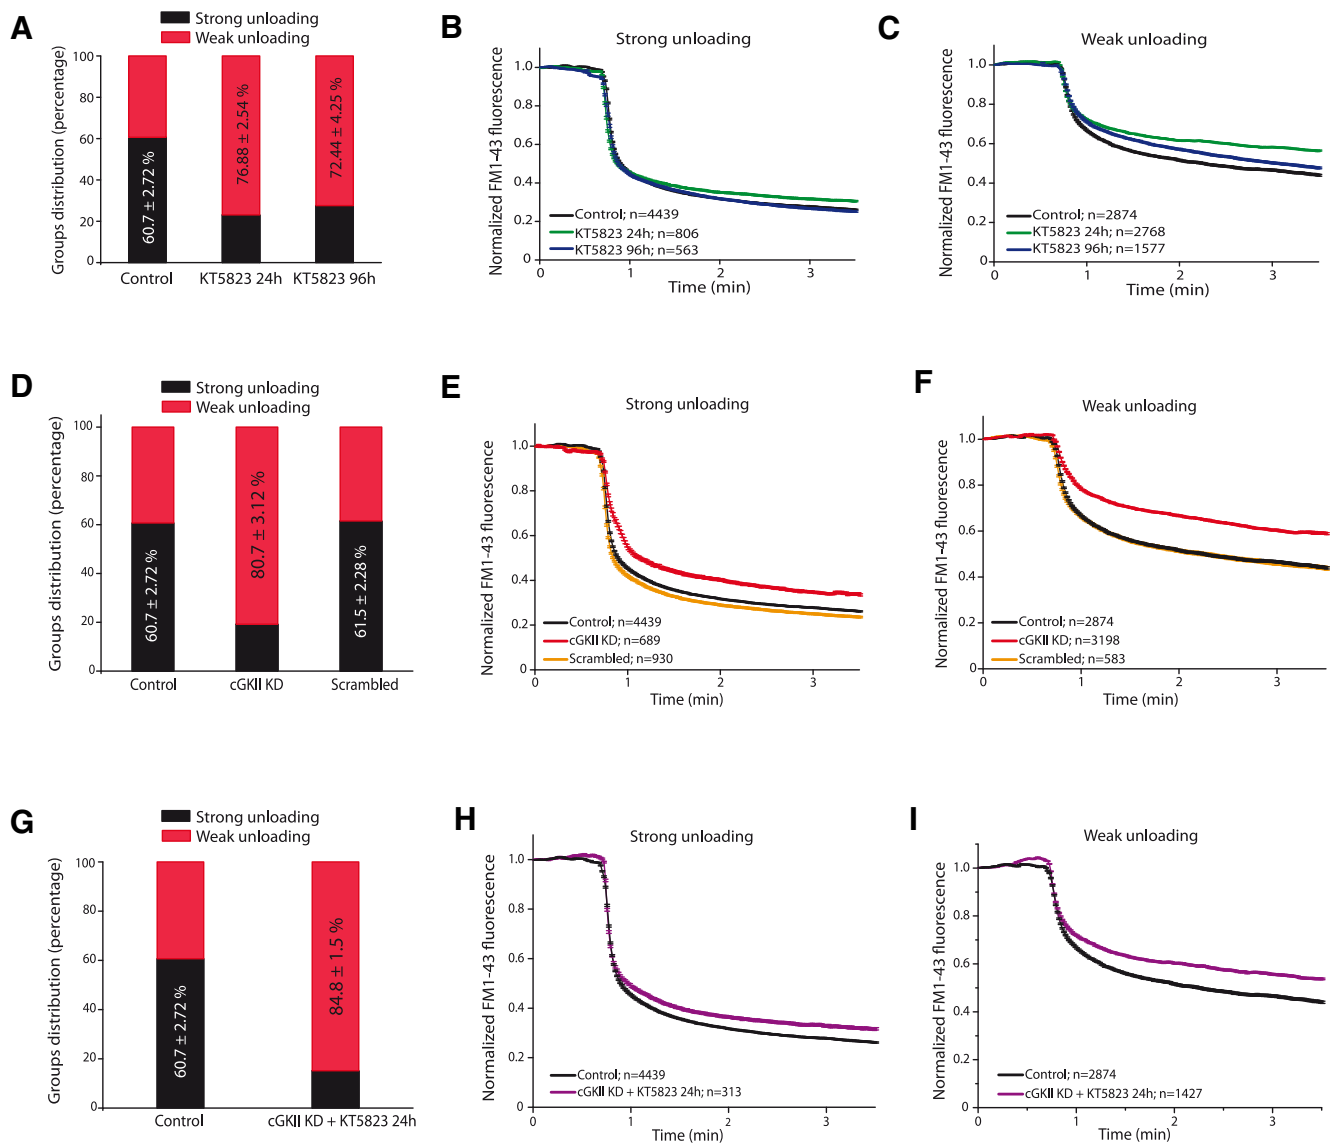 A
Strong unloading
Weak unloading
Groups distribution (percentage)
100
80
60
40
20
0
60.7 ± 2.72 %
76.88 ± 2.54 %
72.44 ± 4.25 %
Control
KT5823 24h
KT5823 96h
B
Strong unloading
Normalized FM1-43 fluorescence
1.0
0.8
0.6
0.4
0.2
0
Control; n=4439
KT5823 24h; n=806
KT5823 96h; n=563
0
1
2
3
Time (min)
C
Weak unloading
Normalized FM1-43 fluorescence
1.0
0.8
0.6
0.4
0.2
0
Control; n=2874
KT5823 24h; n=2768
KT5823 96h; n=1577
0
1
2
3
Time (min)
D
Strong unloading
Weak unloading
Groups distribution (percentage)
100
80
60
40
20
0
60.7 ± 2.72 %
80.7 ± 3.12 %
61.5 ± 2.28 %
Control
cGKII KD
Scrambled
E
Strong unloading
Normalized FM1-43 fluorescence
1.0
0.8
0.6
0.4
0.2
0
Control; n=4439
cGKII KD; n=689
Scrambled; n=930
0
1
2
3
Time (min)
F
Weak unloading
Normalized FM1-43 fluorescence
1.0
0.8
0.6
0.4
0.2
0
Control; n=2874
cGKII KD; n=3198
Scrambled; n=583
0
1
2
3
Time (min)
G
Strong unloading
Weak unloading
Groups distribution (percentage)
100
80
60
40
20
0
60.7 ± 2.72 %
84.8 ± 1.5 %
Control
cGKII KD + KT5823 24h
H
Strong unloading
Normalized FM1-43 fluorescence
1.0
0.8
0.6
0.4
0.2
0
Control; n=4439
cGKII KD + KT5823 24h; n=313
0
1
2
3
Time (min)
I
Weak unloading
Normalized FM1-43 fluorescence
1.0
0.8
0.6
0.4
0.2
0
Control; n=2874
cGKII KD + KT5823 24h; n=1427
0
1
2
3
Time (min)